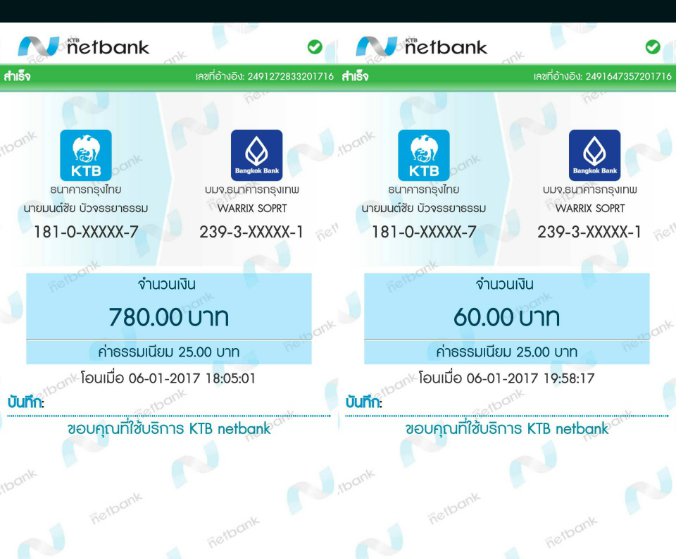 KTB netbank
สำเร็จ เลขที่อ้างอิง: 2491272833201716
KTB
Bangkok Bank
ธนาคารกรุงไทย
บมจ.ธนาคารกรุงเทพ
นายมนต์ชัย บัวจรรยาธรรม
WARRIX SOPRT
181-0-XXXXX-7
239-3-XXXXX-1
จำนวนเงิน
780.00 บาท
ค่าธรรมเนียม 25.00 บาท
โอนเมื่อ 06-01-2017 18:05:01
บันทึก:
ขอบคุณที่ใช้บริการ KTB netbank
KTB netbank
สำเร็จ เลขที่อ้างอิง: 2491647357201716
KTB
Bangkok Bank
ธนาคารกรุงไทย
บมจ.ธนาคารกรุงเทพ
นายมนต์ชัย บัวจรรยาธรรม
WARRIX SOPRT
181-0-XXXXX-7
239-3-XXXXX-1
จำนวนเงิน
60.00 บาท
ค่าธรรมเนียม 25.00 บาท
โอนเมื่อ 06-01-2017 19:58:17
บันทึก:
ขอบคุณที่ใช้บริการ KTB netbank